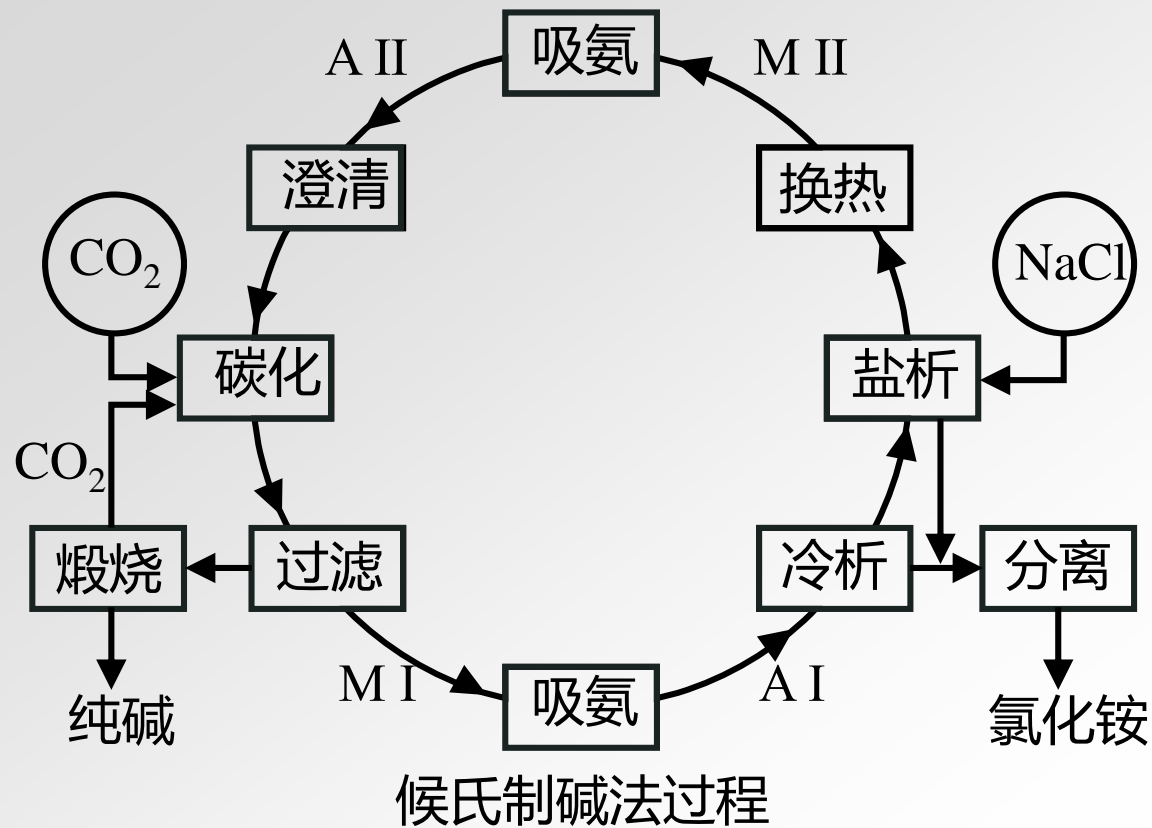 吸氨
A II
M II
澄清
换热
CO₂
NaCl
碳化
盐析
CO₂
煅烧
过滤
冷析
分离
M I
吸氨
A I
纯碱
氯化铵
候氏制碱法过程